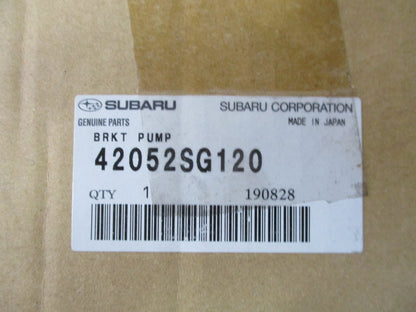 SUBARU SUBARU CORPORATION
GENUINE PARTS MADE IN JAPAN
BRKT PUMP
42052SG120
QTY 1 190828